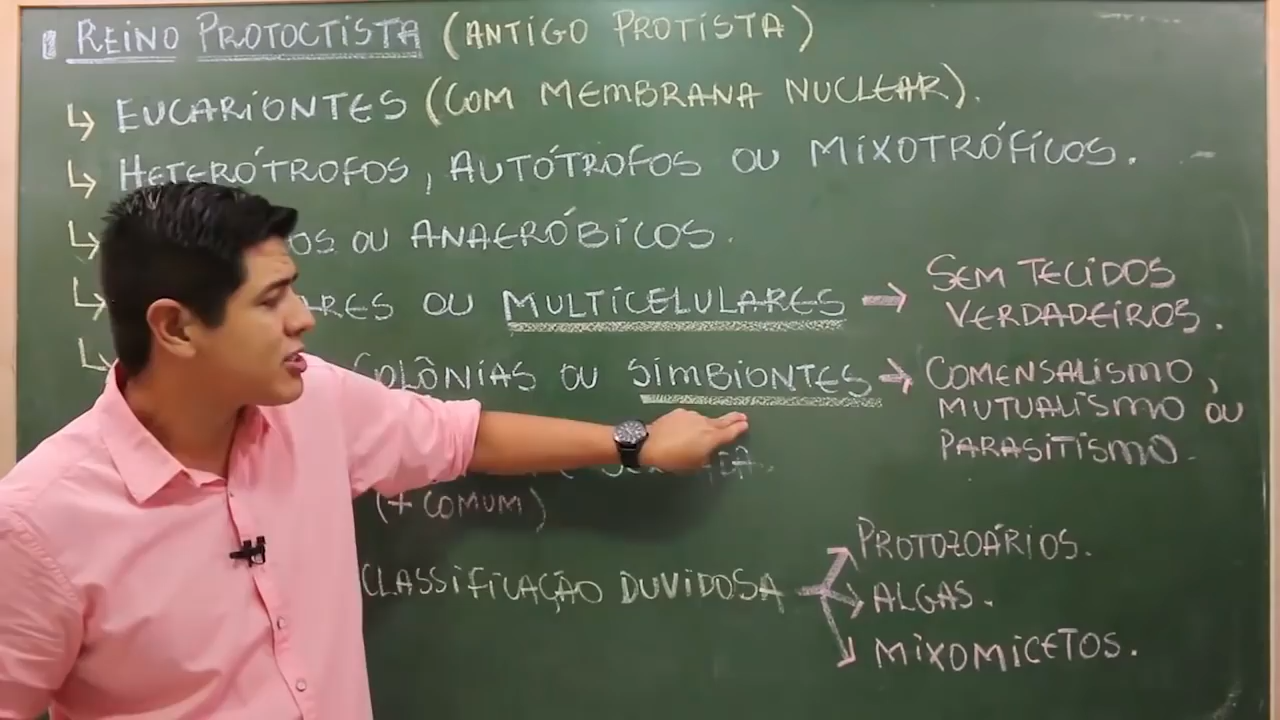 REINO PROTOCTISTA (ANTIGO PROTISTA)
↳ EUCARIONTES (COM MEMBRANA NUCLEAR).
↳ HETERÓTROFOS, AUTÓTROFOS OU MIXOTRÓFICOS.
↳ OS OU ANAERÓBICOS.
↳ ARES OU MULTICELULARES → SEM TECIDOS
VERDADEIROS.
↳ COLÔNIAS OU SIMBIONTES → COMENSALISMO,
MUTUALISMO OU
PARASITISMO.
(+ COMUM)
CLASSIFICAÇÃO DUVIDOSA → PROTOZOÁRIOS.
→ ALGAS.
→ MIXOMICETOS.